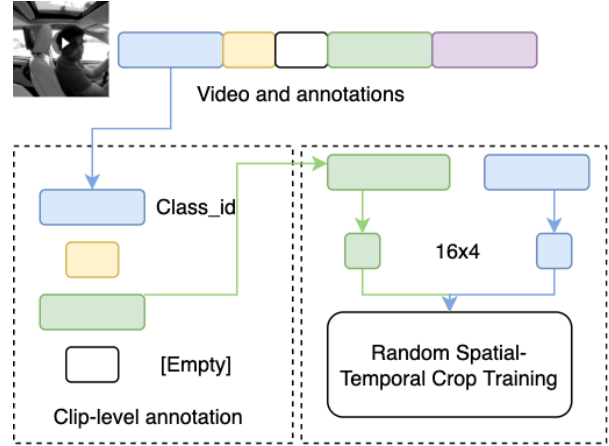 Video and annotations
Class_id
16x4
[Empty]
Random Spatial-
Temporal Crop Training
Clip-level annotation